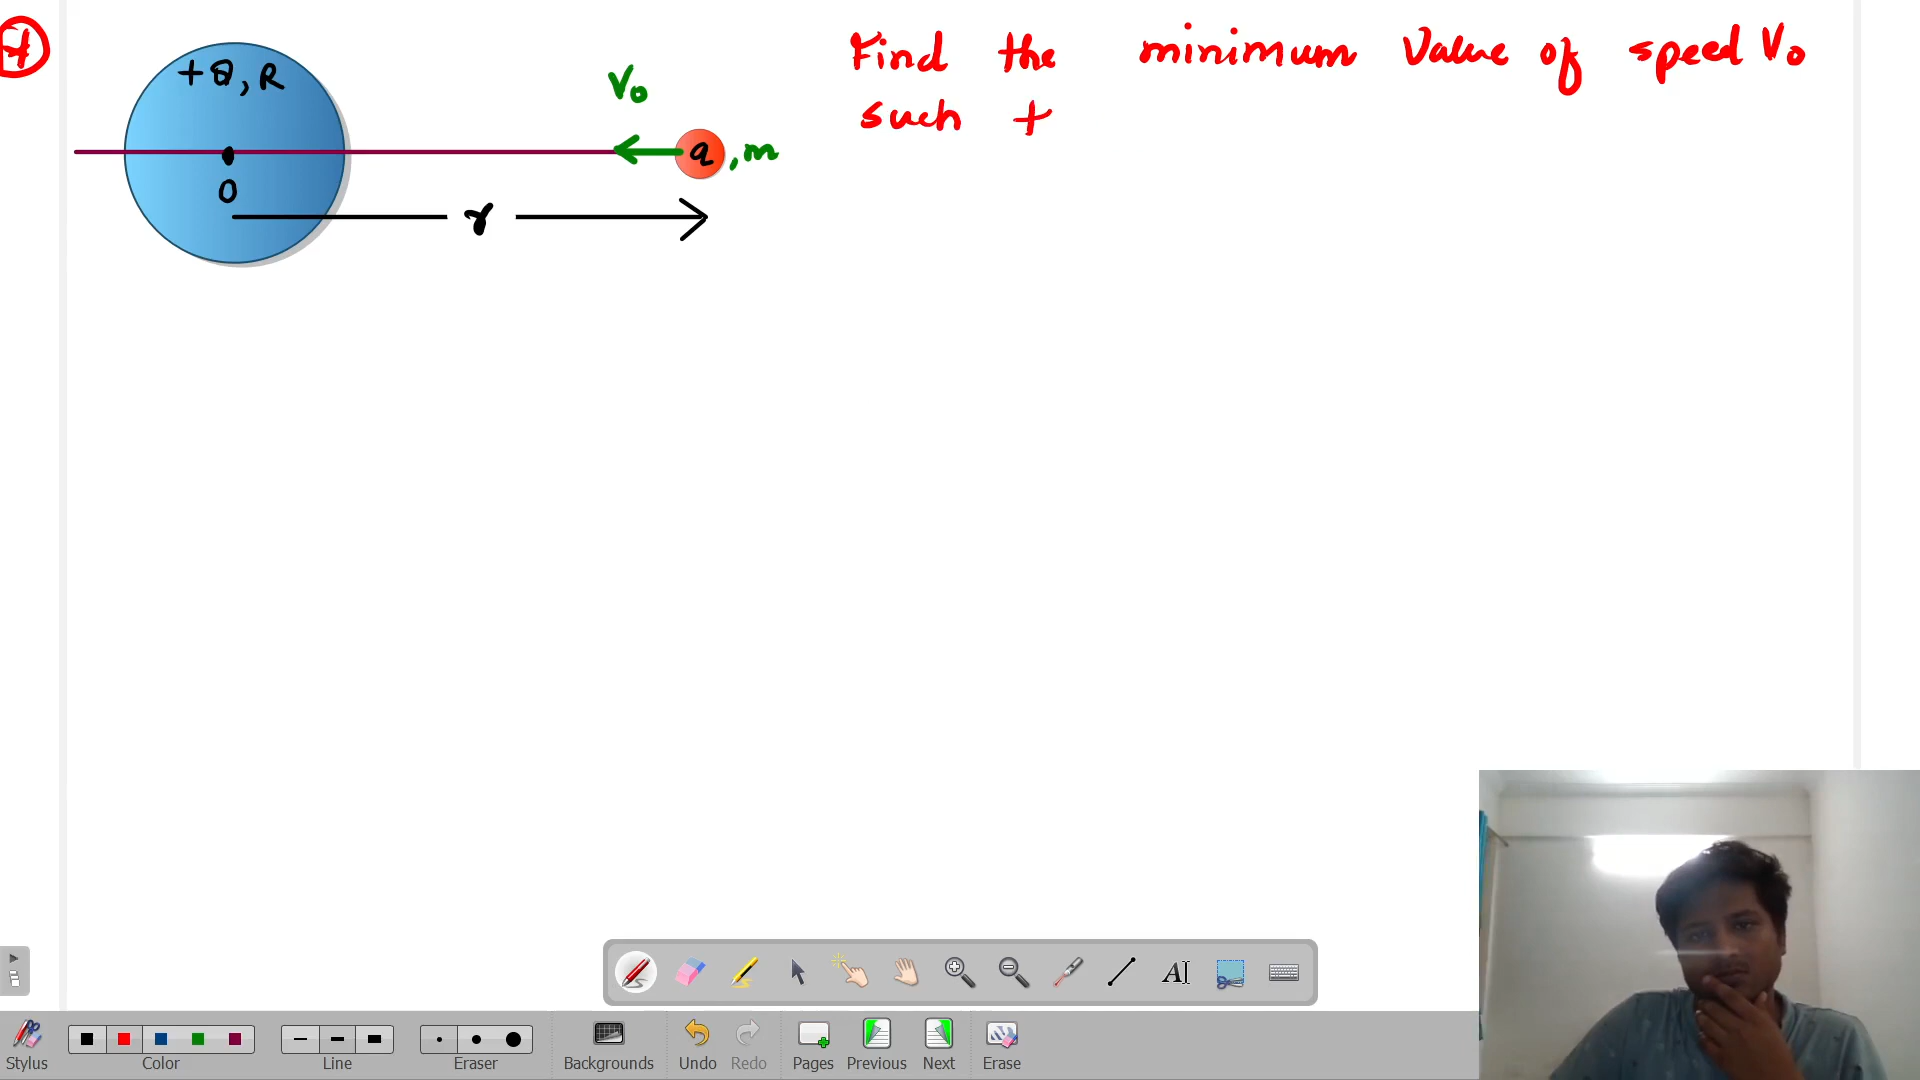 Find the minimum value of speed V₀
such t
+Q, R
V₀
q, m
O
r
Stylus
Color
Line
Eraser
Backgrounds
Undo
Redo
Pages
Previous
Next
Erase